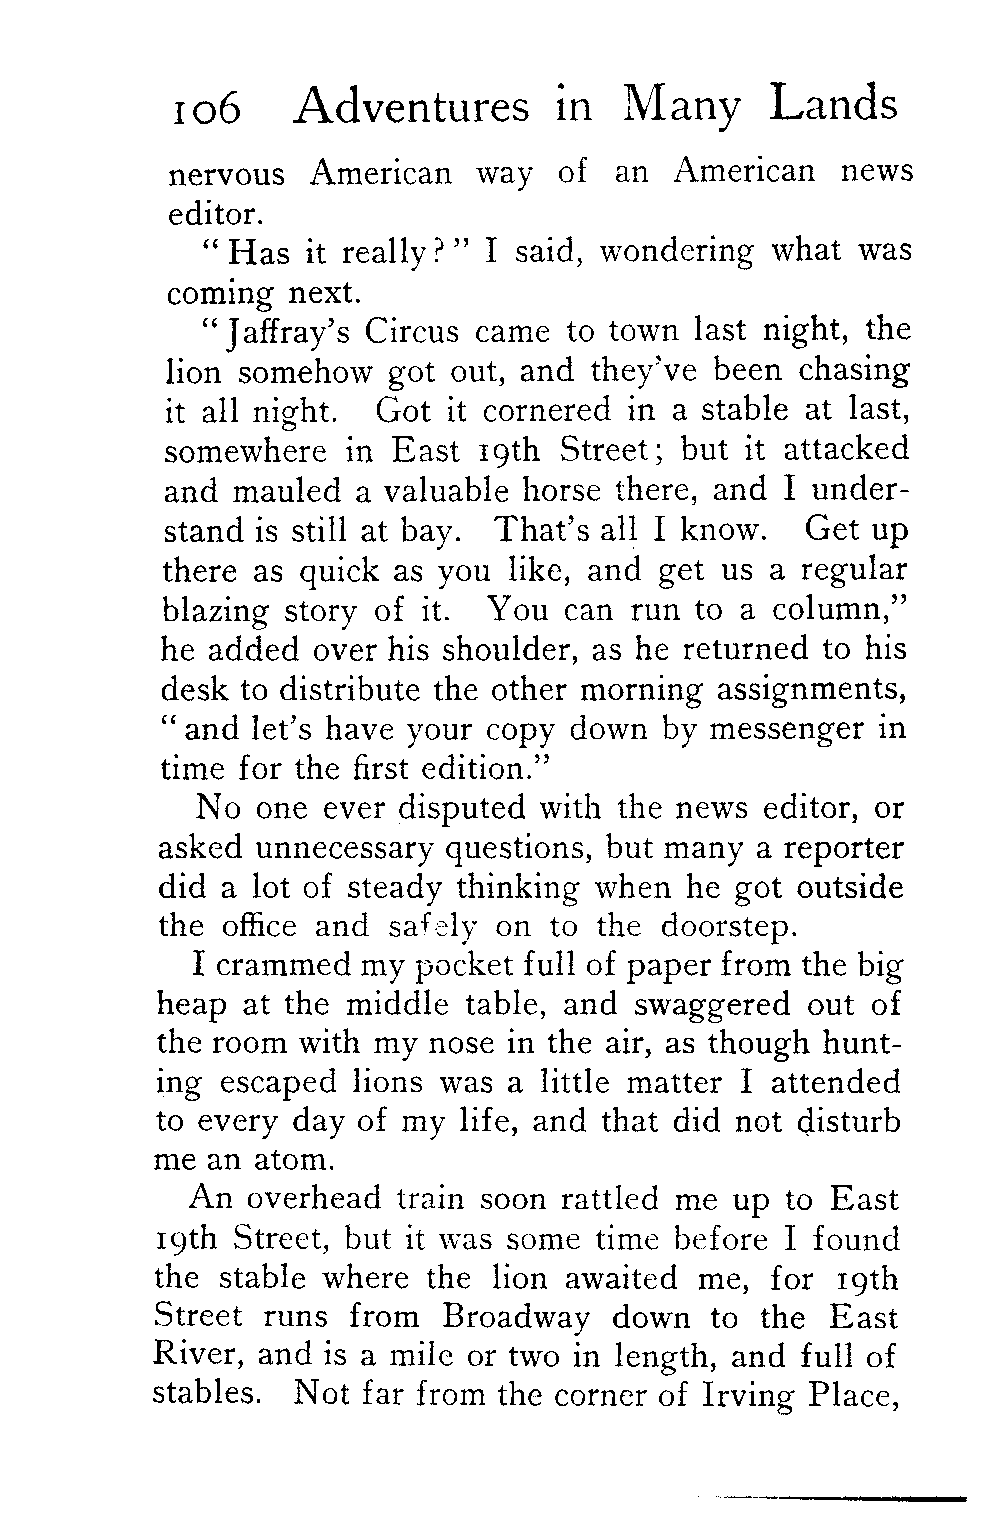 106 Adventures in Many Lands
nervous American way of an American news
editor.
“Has it really?” I said, wondering what was
coming next.
“Jaffray’s Circus came to town last night, the
lion somehow got out, and they’ve been chasing
it all night. Got it cornered in a stable at last,
somewhere in East 19th Street; but it attacked
and mauled a valuable horse there, and I under-
stand is still at bay. That’s all I know. Get up
there as quick as you like, and get us a regular
blazing story of it. You can run to a column,”
he added over his shoulder, as he returned to his
desk to distribute the other morning assignments,
“and let’s have your copy down by messenger in
time for the first edition.”
No one ever disputed with the news editor, or
asked unnecessary questions, but many a reporter
did a lot of steady thinking when he got outside
the office and safely on to the doorstep.
I crammed my pocket full of paper from the big
heap at the middle table, and swaggered out of
the room with my nose in the air, as though hunt-
ing escaped lions was a little matter I attended
to every day of my life, and that did not disturb
me an atom.
An overhead train soon rattled me up to East
19th Street, but it was some time before I found
the stable where the lion awaited me, for 19th
Street runs from Broadway down to the East
River, and is a mile or two in length, and full of
stables. Not far from the corner of Irving Place,